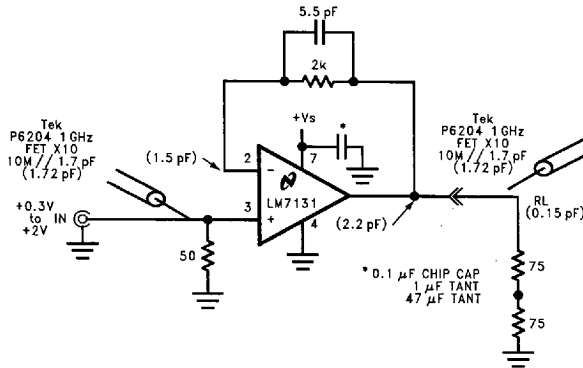 5.5 pF
2k
Tek
P6204 1GHz
FET X10
10M // 1.7 pF
(1.72 pF)
+Vs
*
Tek
P6204 1GHz
FET X10
10M // 1.7 pF
(1.72 pF)
(1.5 pF)
2
7
-
LM7131
3
+
4
+0.3V
to IN
+2V
50
(2.2 pF)
RL
(0.15 pF)
* 0.1 μF CHIP CAP
1 μF TANT
47 μF TANT
75
75